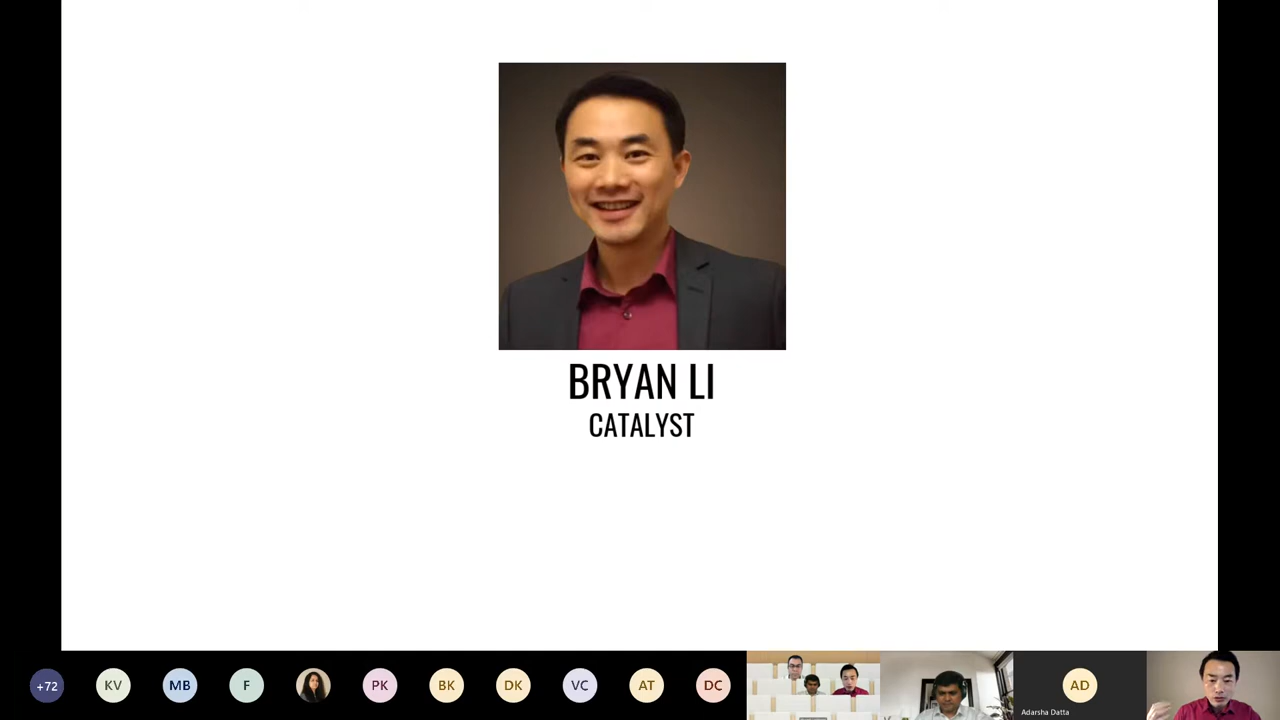 BRYAN LI
CATALYST
+72
KV
MB
F
PK
BK
DK
VC
AT
DC
AD
Adarsha Datta